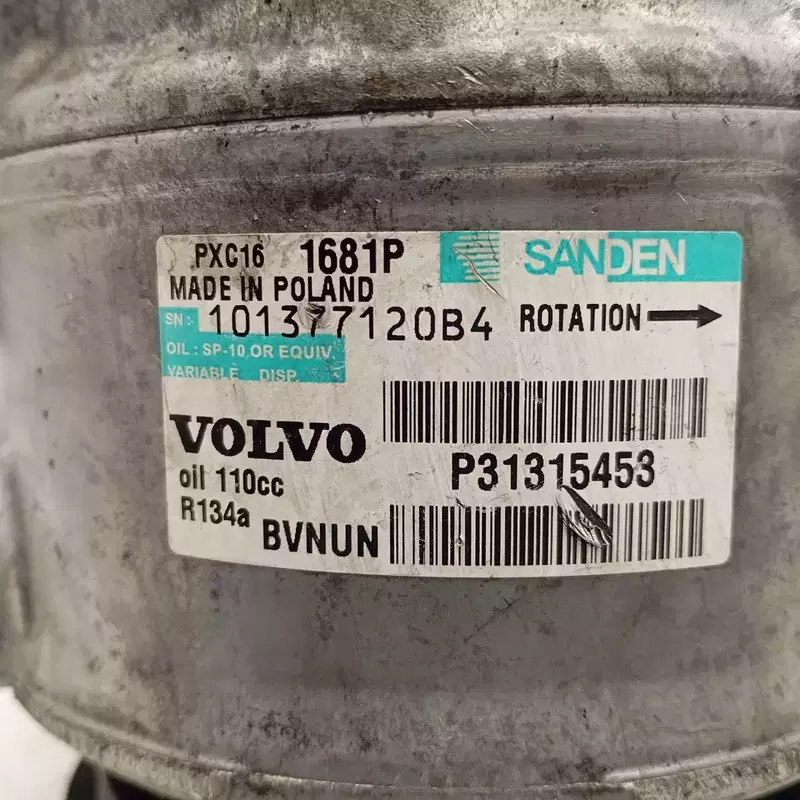 PXC16 1681P SANDEN
MADE IN POLAND
SN: 101377120B4 ROTATION
OIL : SP-10 OR EQUIV.
VARIABLE DISP.
VOLVO
P31315453
oil 110cc
R134a BVNUN